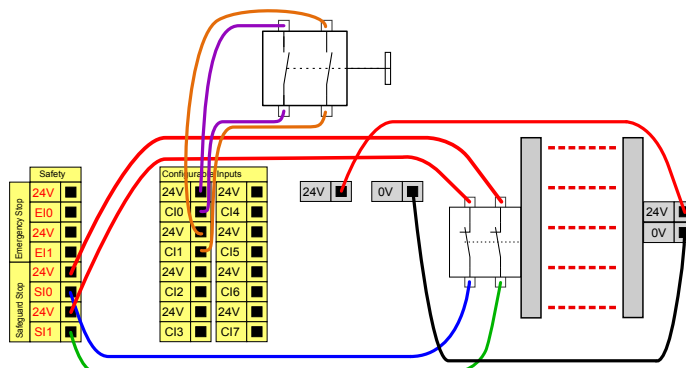 Safety
Emergency Stop
24V
EI0
24V
EI1
Safeguard Stop
24V
SI0
24V
SI1
Configurable Inputs
24V 24V
CI0 CI4
24V 24V
CI1 CI5
24V 24V
CI2 CI6
24V 24V
CI3 CI7
24V 0V
24V
0V